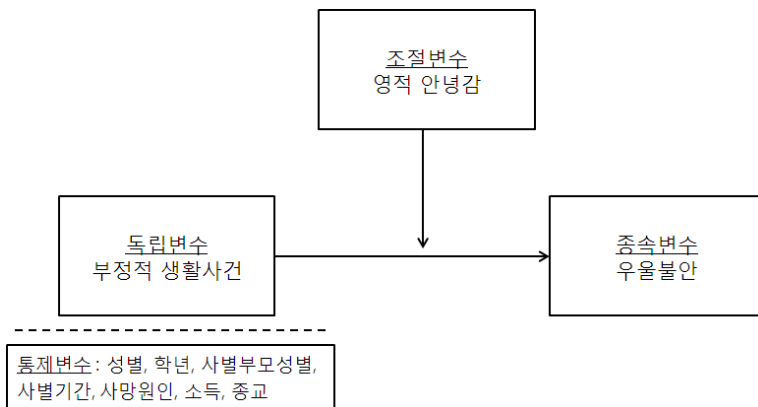 조절변수
영적 안녕감
독립변수
부정적 생활사건
종속변수
우울불안
통제변수: 성별, 학년, 사별부모성별,
사별기간, 사망원인, 소득, 종교